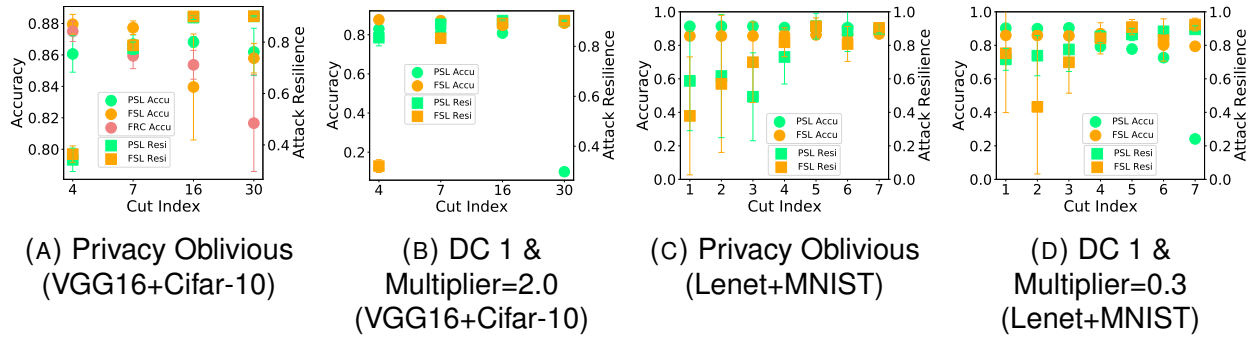 Accuracy
0.88
0.86
0.84
0.82
0.80
PSL Accu
FSL Accu
FRC Accu
PSL Resi
FSL Resi
0.8
0.6
0.4
Attack Resilience
4 7 16 30
Cut Index
(A) Privacy Oblivious
(VGG16+Cifar-10)
Accuracy
0.8
0.6
0.4
0.2
PSL Accu
FSL Accu
PSL Resi
FSL Resi
0.8
0.6
0.4
Attack Resilience
4 7 16 30
Cut Index
(B) DC 1 &
Multiplier=2.0
(VGG16+Cifar-10)
Accuracy
1.0
0.8
0.6
0.4
0.2
0.0
PSL Accu
FSL Accu
PSL Resi
FSL Resi
1.0
0.8
0.6
0.4
0.2
0.0
Attack Resilience
1 2 3 4 5 6 7
Cut Index
(C) Privacy Oblivious
(Lenet+MNIST)
Accuracy
1.0
0.8
0.6
0.4
0.2
0.0
PSL Accu
FSL Accu
PSL Resi
FSL Resi
1.0
0.8
0.6
0.4
0.2
0.0
Attack Resilience
1 2 3 4 5 6 7
Cut Index
(D) DC 1 &
Multiplier=0.3
(Lenet+MNIST)